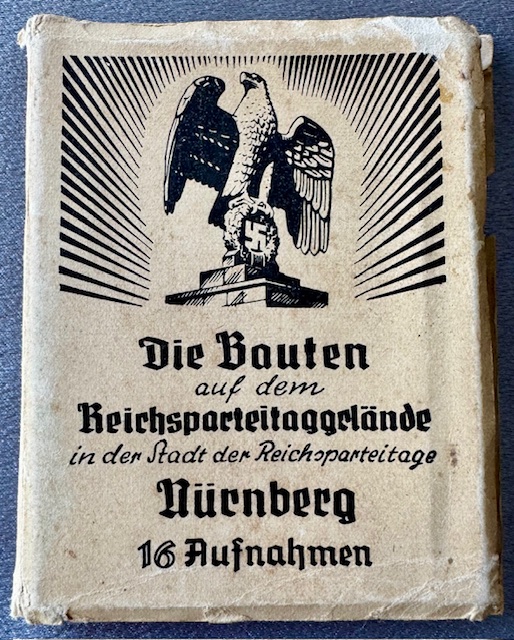 Die Bauten
auf dem
Reichsparteitaggelände
in der Stadt der Reichsparteitage
Nürnberg
16 Aufnahmen